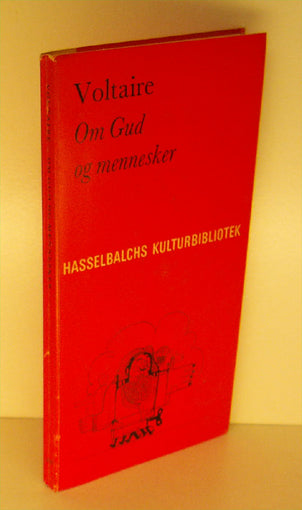 Voltaire
Om Gud
og mennesker
HASSELBALCHS KULTURBIBLIOTEK